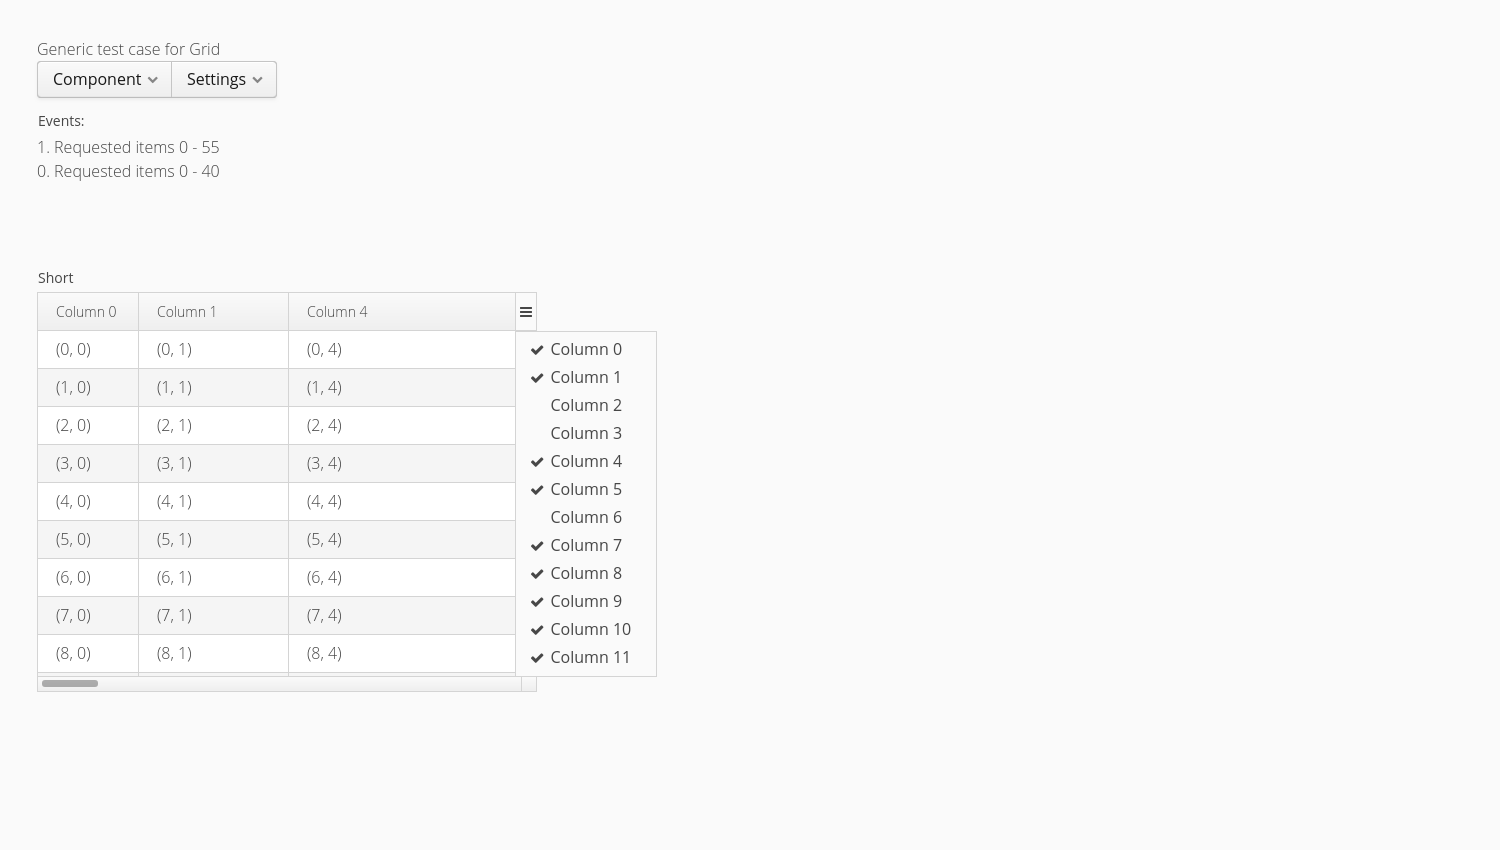 Generic test case for Grid
Component Settings
Events:
1. Requested items 0 - 55
0. Requested items 0 - 40
Short
Column 0 Column 1 Column 4
(0, 0) (0, 1) (0, 4)
(1, 0) (1, 1) (1, 4)
(2, 0) (2, 1) (2, 4)
(3, 0) (3, 1) (3, 4)
(4, 0) (4, 1) (4, 4)
(5, 0) (5, 1) (5, 4)
(6, 0) (6, 1) (6, 4)
(7, 0) (7, 1) (7, 4)
(8, 0) (8, 1) (8, 4)
Column 0
Column 1
Column 2
Column 3
Column 4
Column 5
Column 6
Column 7
Column 8
Column 9
Column 10
Column 11